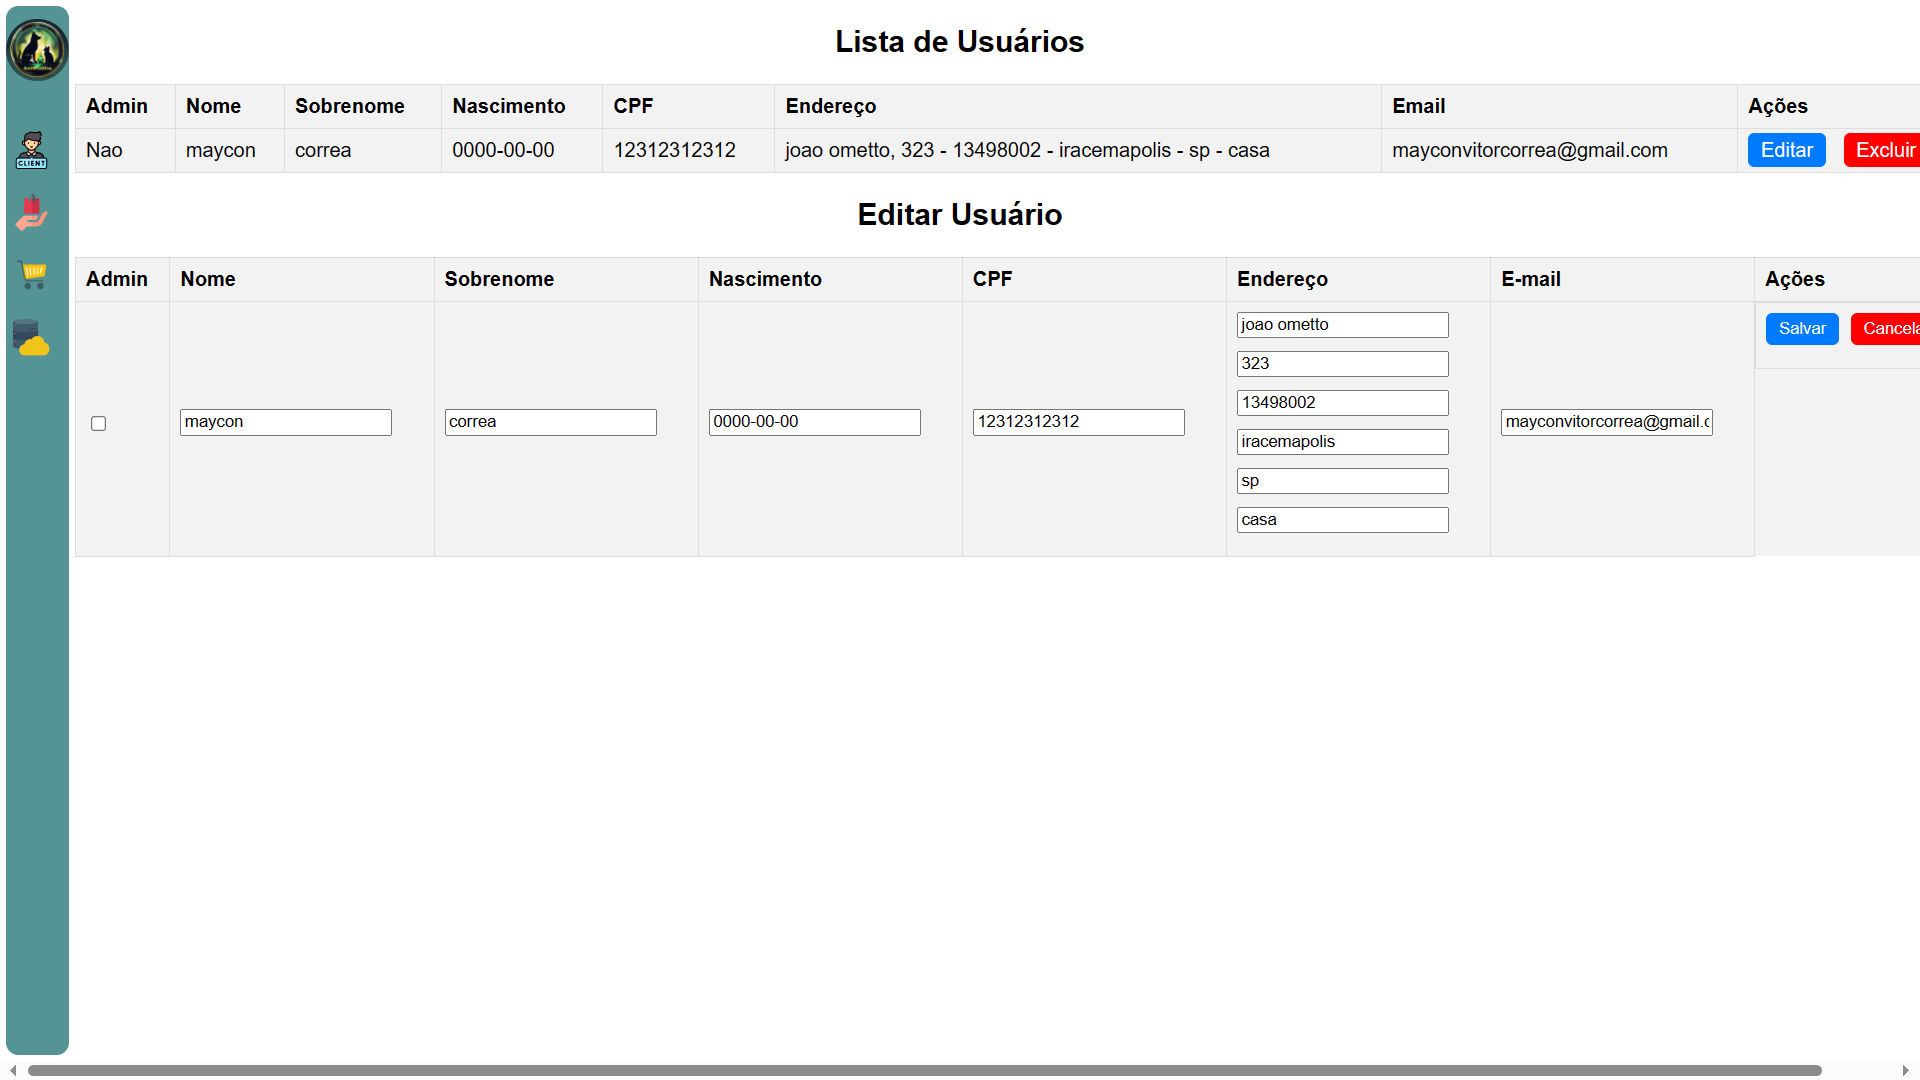 Lista de Usuários
Admin Nome Sobrenome Nascimento CPF Endereço Email Ações
Nao maycon correa 0000-00-00 12312312312 joao ometto, 323 - 13498002 - iracemapolis - sp - casa mayconvitorcorrea@gmail.com Editar Excluir
CLIENT
Editar Usuário
Admin Nome Sobrenome Nascimento CPF Endereço E-mail Ações
joao ometto
Salvar Cancela
323
13498002
maycon correa 0000-00-00 12312312312 mayconvitorcorrea@gmail.c
iracemapolis
sp
casa